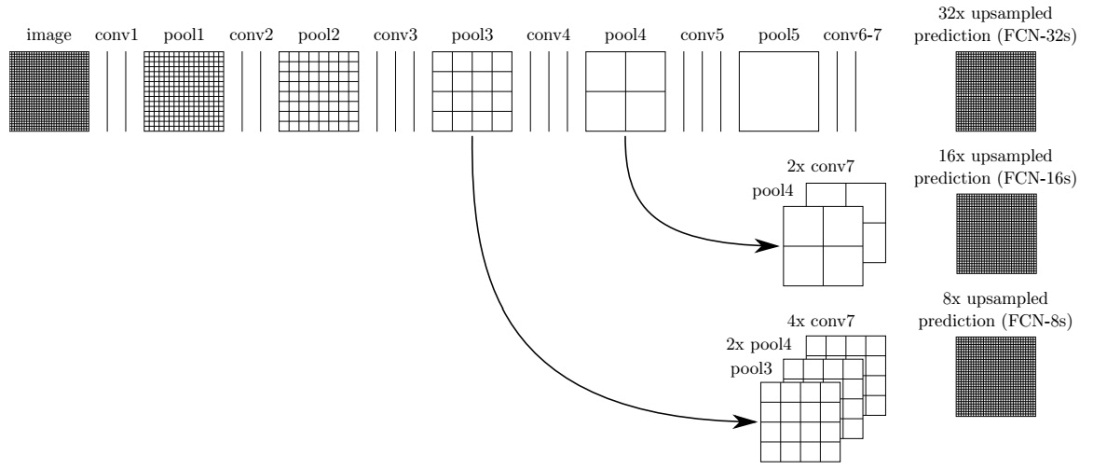 image conv1 pool1 conv2 pool2 conv3 pool3 conv4 pool4 conv5 pool5 conv6-7
32x upsampled
prediction (FCN-32s)
2x conv7
pool4
16x upsampled
prediction (FCN-16s)
4x conv7
2x pool4
pool3
8x upsampled
prediction (FCN-8s)